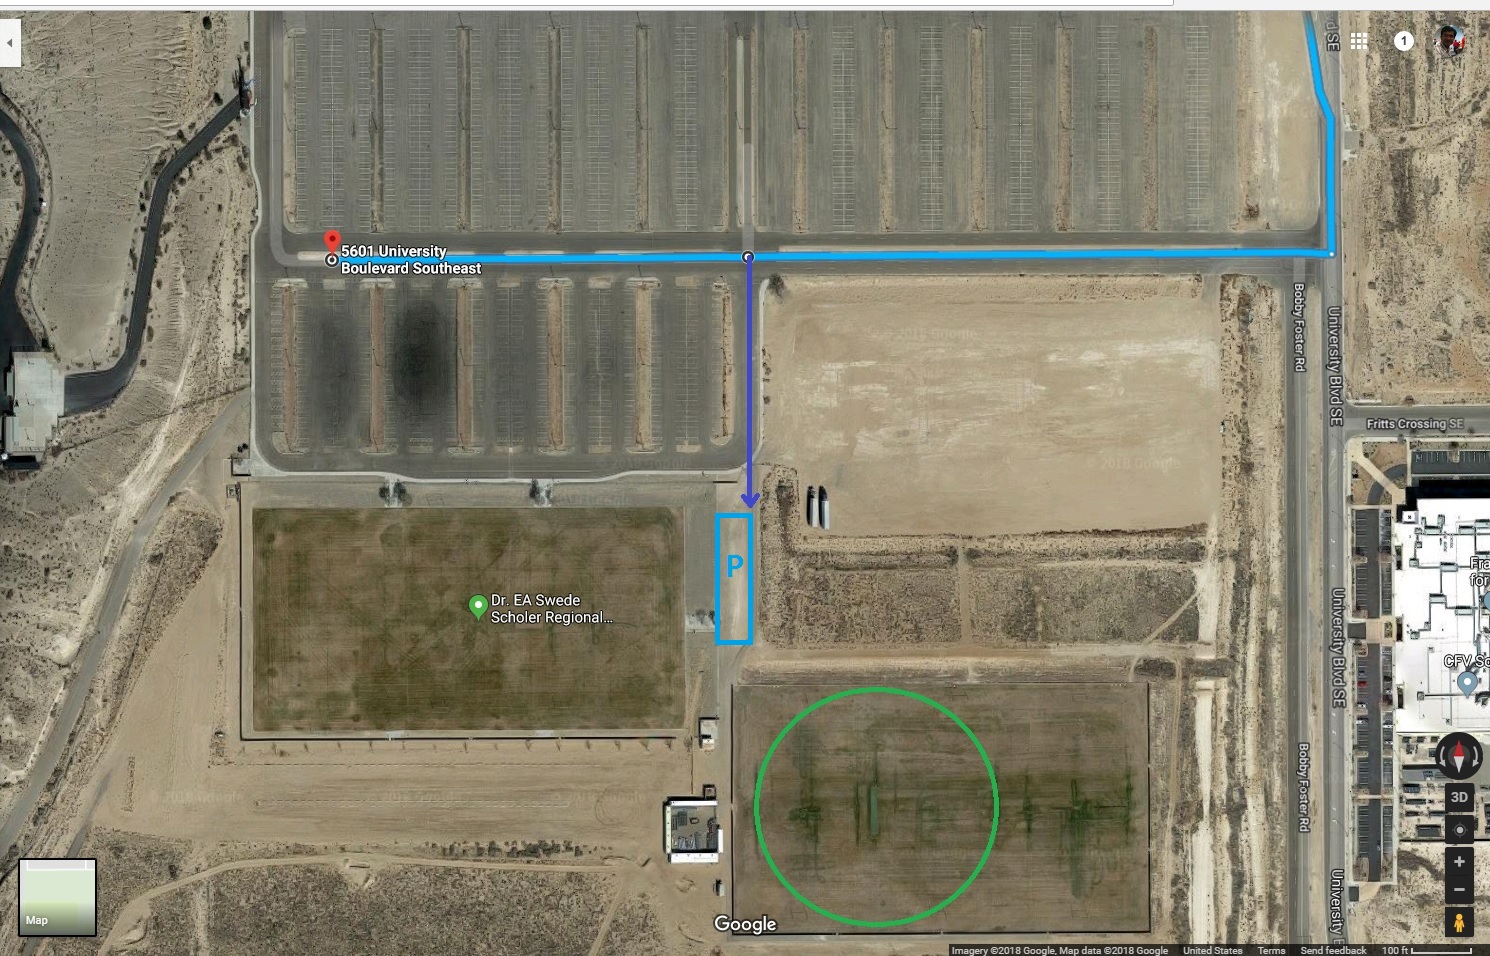 d SE
1
5601 University
Boulevard Southeast
Bobby Foster Rd
University Blvd SE
Fritts Crossing SE
P
Dr. EA Swede
Scholer Regional...
Fra
for
University Blvd SE
CFV Sc
Bobby Foster Rd
3D
University B
Map
Google
Imagery ©2018 Google, Map data ©2018 Google United States Terms Send feedback 100 ft